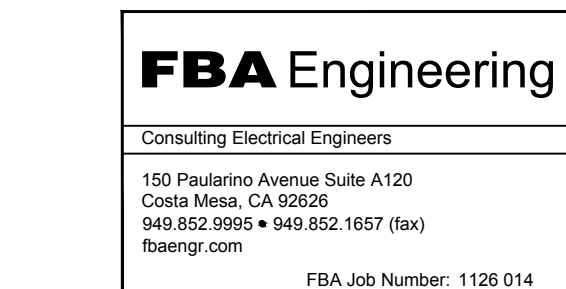 FBA Engineering
Consulting Electrical Engineers
150 Paularino Avenue Suite A120
Costa Mesa, CA 92626
949.852.9995 • 949.852.1657 (fax)
fbaengr.com
FBA Job Number: 1126 014